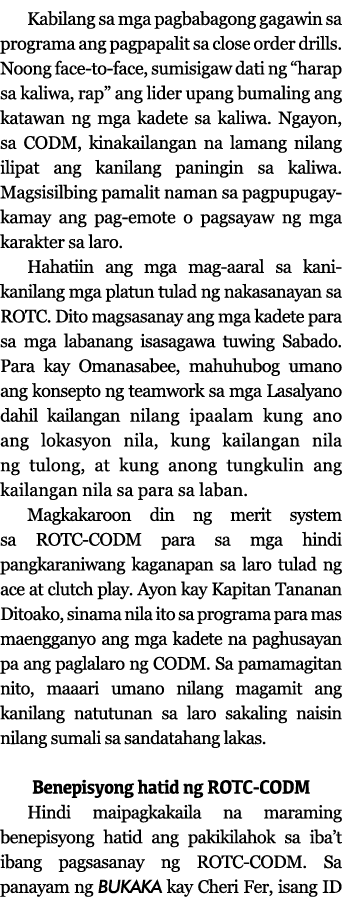 Kabilang sa mga pagbabagong gagawin sa
programa ang pagpapalit sa close order drills.
Noong face-to-face, sumisigaw dati ng “harap
sa kaliwa, rap” ang lider upang bumaling ang
katawan ng mga kadete sa kaliwa. Ngayon,
sa CODM, kinakailangan na lamang nilang
ilipat ang kanilang paningin sa kaliwa.
Magsisilbing pamalit naman sa pagpupugay-
kamay ang pag-emote o pagsayaw ng mga
karakter sa laro.
Hahatiin ang mga mag-aaral sa kani-
kanilang mga platun tulad ng nakasanayan sa
ROTC. Dito magsasanay ang mga kadete para
sa mga labanang isasagawa tuwing Sabado.
Para kay Omanasabee, mahuhubog umano
ang konsepto ng teamwork sa mga Lasalyano
dahil kailangan nilang ipaalam kung ano
ang lokasyon nila, kung kailangan nila
ng tulong, at kung anong tungkulin ang
kailangan nila sa para sa laban.
Magkakaroon din ng merit system
sa ROTC-CODM para sa mga hindi
pangkaraniwang kaganapan sa laro tulad ng
ace at clutch play. Ayon kay Kapitan Tananan
Ditoako, sinama nila ito sa programa para mas
maengganyo ang mga kadete na paghusayan
pa ang paglalaro ng CODM. Sa pamamagitan
nito, maaari umano nilang magamit ang
kanilang natutunan sa laro sakaling naisin
nilang sumali sa sandatahang lakas.
Benepisyong hatid ng ROTC-CODM
Hindi maipagkakaila na maraming
benepisyong hatid ang pakikilahok sa iba’t
ibang pagsasanay ng ROTC-CODM. Sa
panayam ng BUKAKA kay Cheri Fer, isang ID